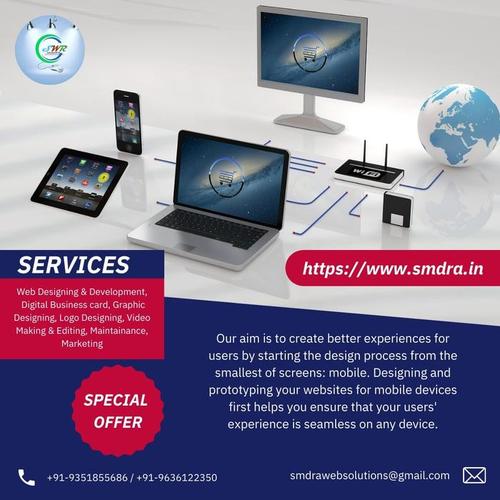 SWR
WiFi
SERVICES
https://www.smdra.in
Web Designing & Development,
Digital Business card, Graphic
Designing, Logo Designing, Video
Making & Editing, Maintainance,
Marketing
Our aim is to create better experiences for
users by starting the design process from the
smallest of screens: mobile. Designing and
prototyping your websites for mobile devices
first helps you ensure that your users'
experience is seamless on any device.
SPECIAL
OFFER
+91-9351855686 / +91-9636122350
smdrawebsolutions@gmail.com